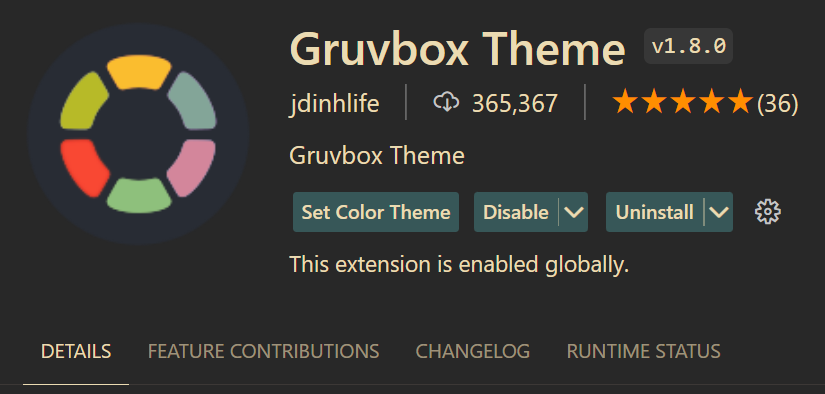 Gruvbox Theme v1.8.0
jdinhlife 365,367 (36)
Gruvbox Theme
Set Color Theme Disable Uninstall
This extension is enabled globally.
DETAILS FEATURE CONTRIBUTIONS CHANGELOG RUNTIME STATUS